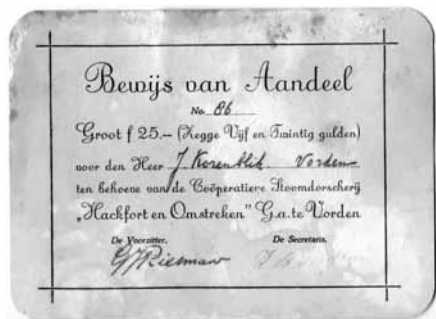 Bewijs van Aandeel
No. 86
Groot f 25.– (Zegge Vijf en Twintig gulden)
voor den Heer J. Korenblik Vorden
ten behoeve van de Coöperatieve Stoomdorscherij
„Hackfort en Omstreken” G.a. te Vorden
De Voorzitter, De Secretaris,